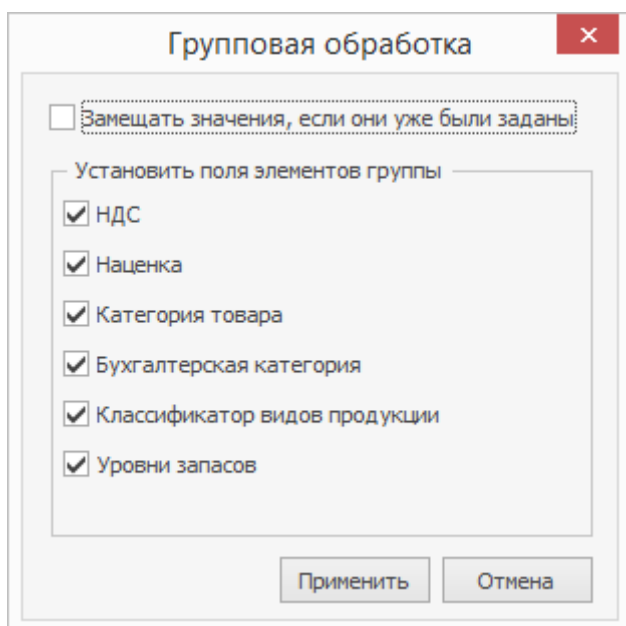 Групповая обработка
Замещать значения, если они уже были заданы
Установить поля элементов группы
НДС
Наценка
Категория товара
Бухгалтерская категория
Классификатор видов продукции
Уровни запасов
Применить Отмена